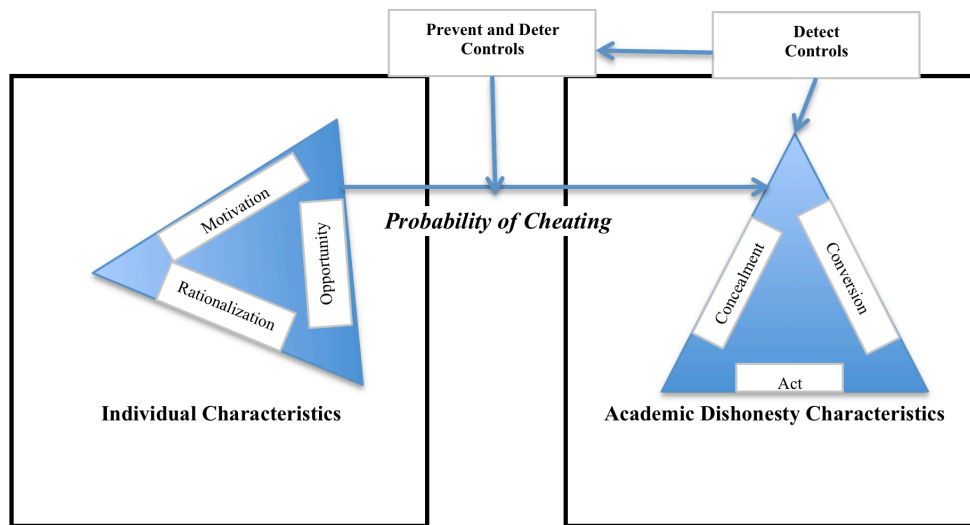 Prevent and Deter
Controls
Detect
Controls
Motivation
Rationalization
Opportunity
Probability of Cheating
Concealment
Conversion
Act
Individual Characteristics
Academic Dishonesty Characteristics